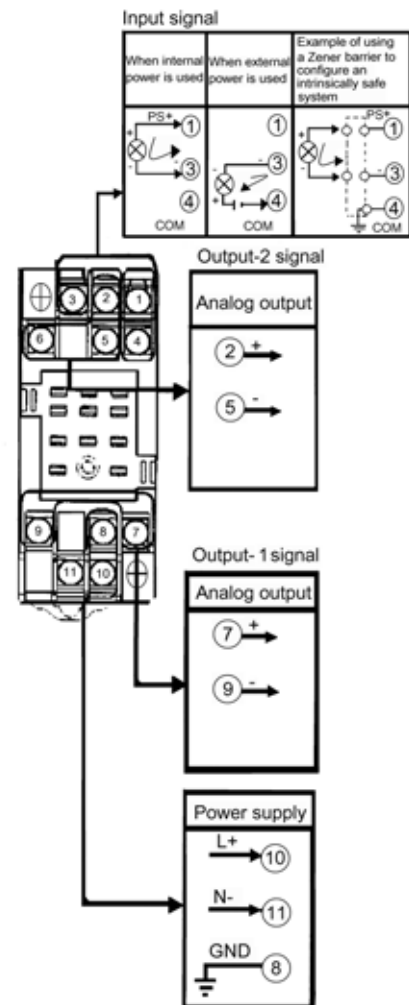 Input signal
When internal power is used
When external power is used
Example of using a Zener barrier to configure an intrinsically safe system
PS+
1
+
-
3
4
COM
1
-
3
+
4
COM
PS+
1
+
-
-
3
4
COM
Output-2 signal
Analog output
2
+
5
-
3
2
1
6
5
4
9
8
7
11
10
Output- 1 signal
Analog output
7
+
9
-
Power supply
L+
10
N-
11
GND
8